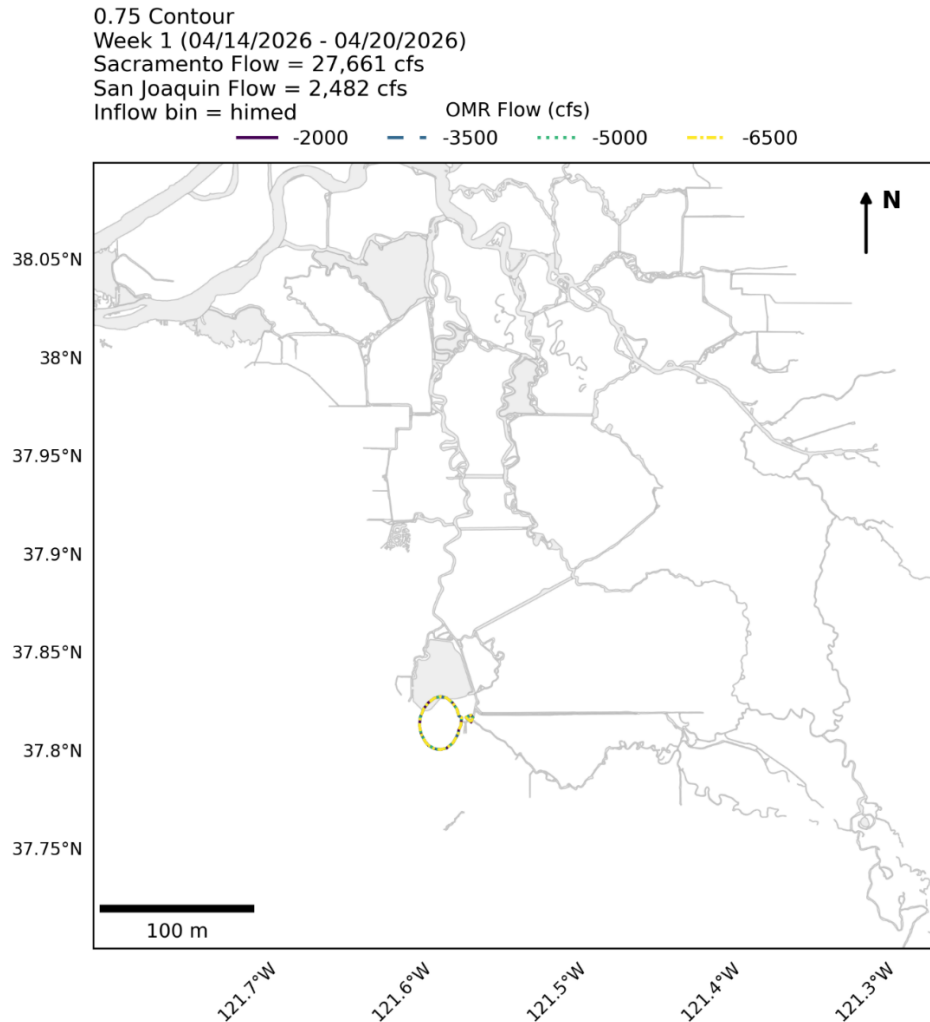 0.75 Contour
Week 1 (04/14/2026 - 04/20/2026)
Sacramento Flow = 27,661 cfs
San Joaquin Flow = 2,482 cfs
Inflow bin = himed
OMR Flow (cfs)
-2000 -3500 -5000 -6500
N
38.05°N
38°N
37.95°N
37.9°N
37.85°N
37.8°N
37.75°N
100 m
121.7°W 121.6°W 121.5°W 121.4°W 121.3°W